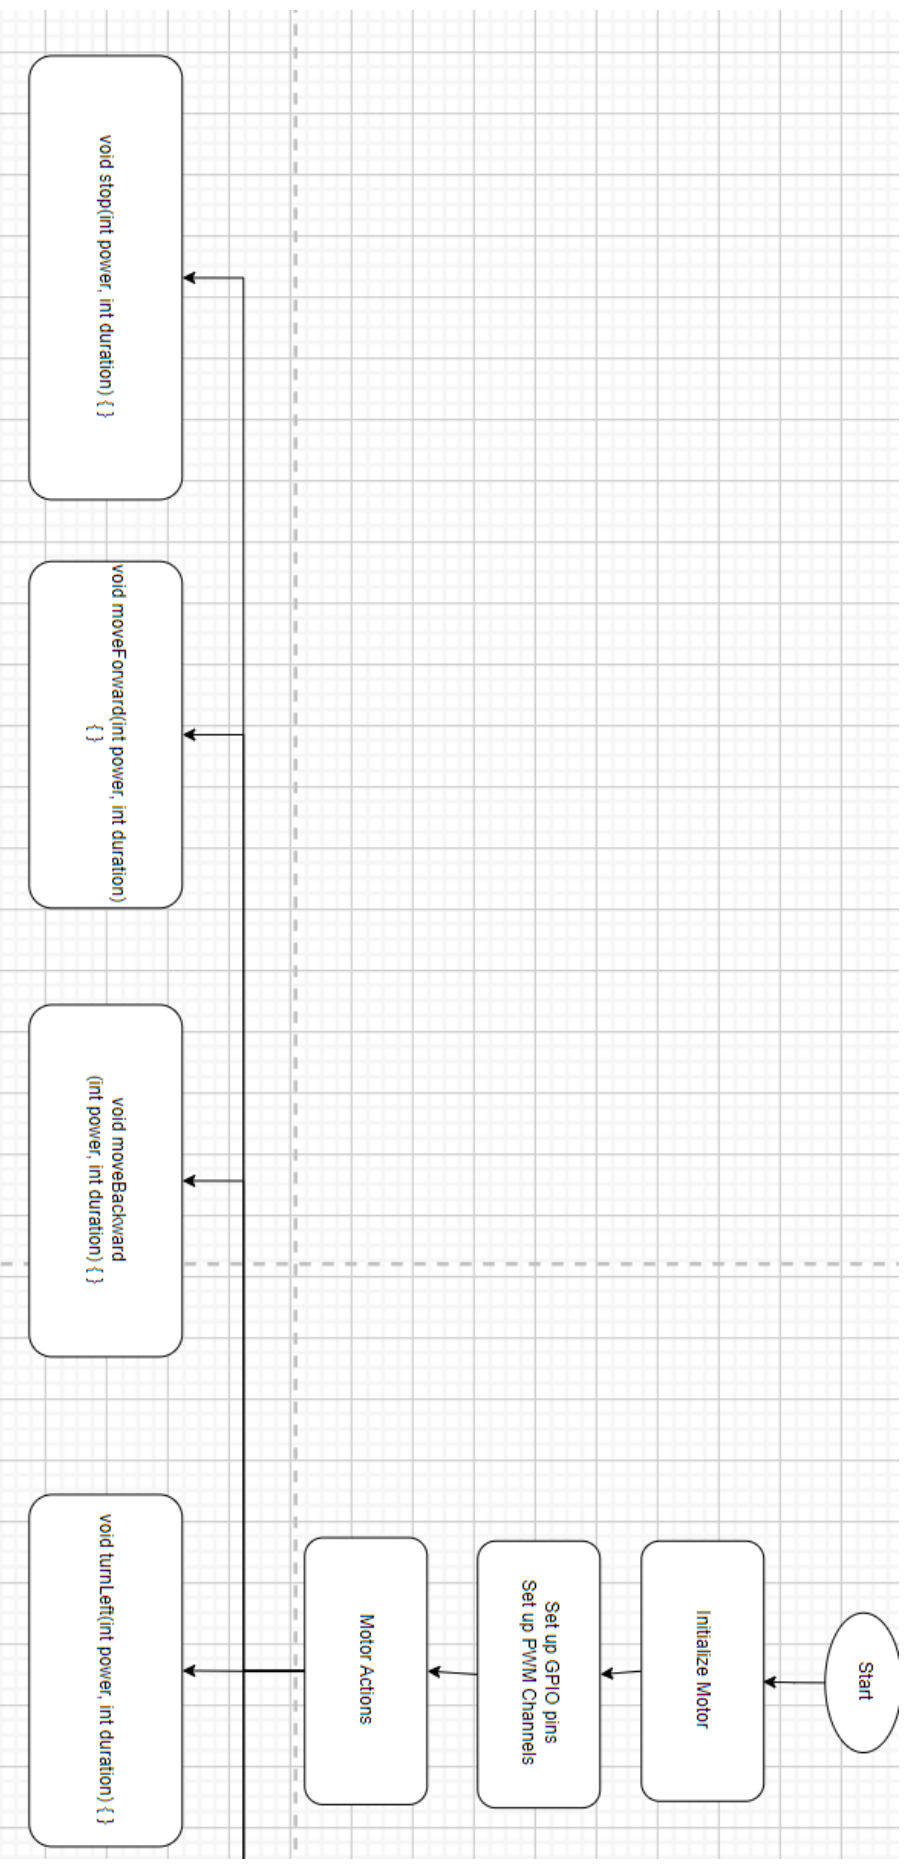 Start
Initialize Motor
Set up GPIO pins
Set up PWM Channels
Motor Actions
void stop(int power, int duration) { }
void moveForward(int power, int duration)
{ }
void moveBackward
(int power, int duration) { }
void turnLeft(int power, int duration) { }